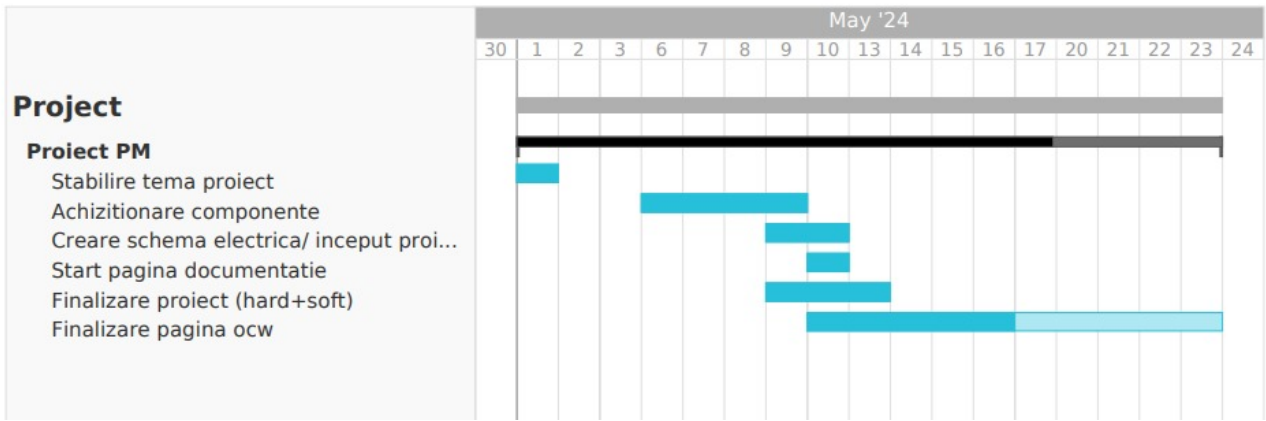 May '24
30 1 2 3 6 7 8 9 10 13 14 15 16 17 20 21 22 23 24
Project
Proiect PM
Stabilire tema proiect
Achizitionare componente
Creare schema electrica/ inceput proi...
Start pagina documentatie
Finalizare proiect (hard+soft)
Finalizare pagina ocw